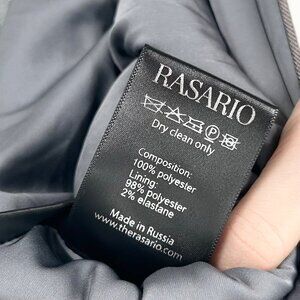 RASARIO
P
Dry clean only
Composition:
100% polyester
Lining:
98% polyester
2% elastane
Made in Russia
www.therasario.com